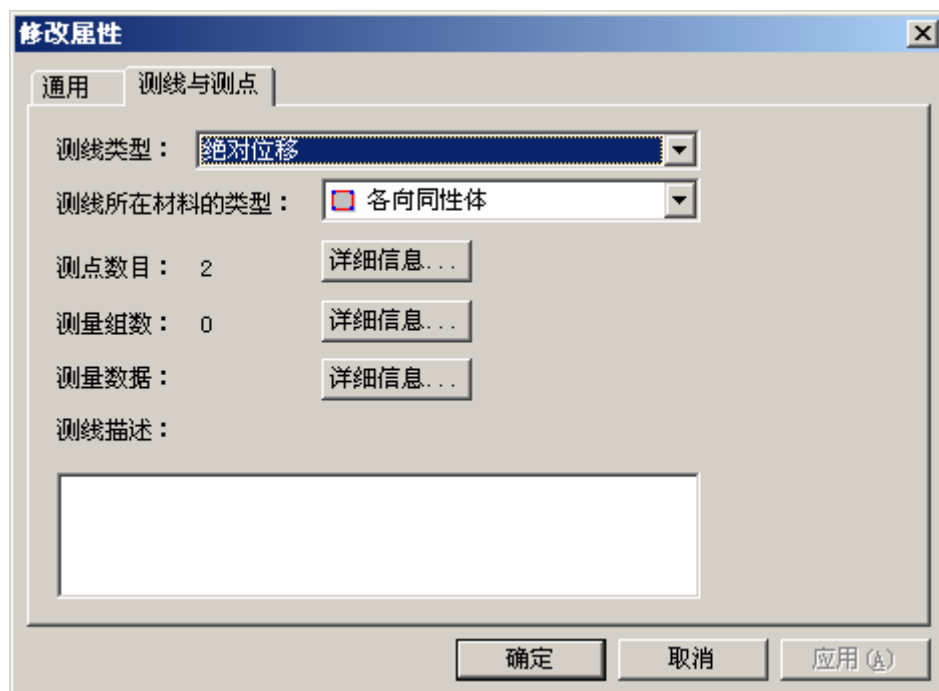 修改属性
通用 测线与测点
测线类型： 绝对位移
测线所在材料的类型： 各向同性体
测点数目： 2 详细信息...
测量组数： 0 详细信息...
测量数据： 详细信息...
测线描述：
确定 取消 应用(A)